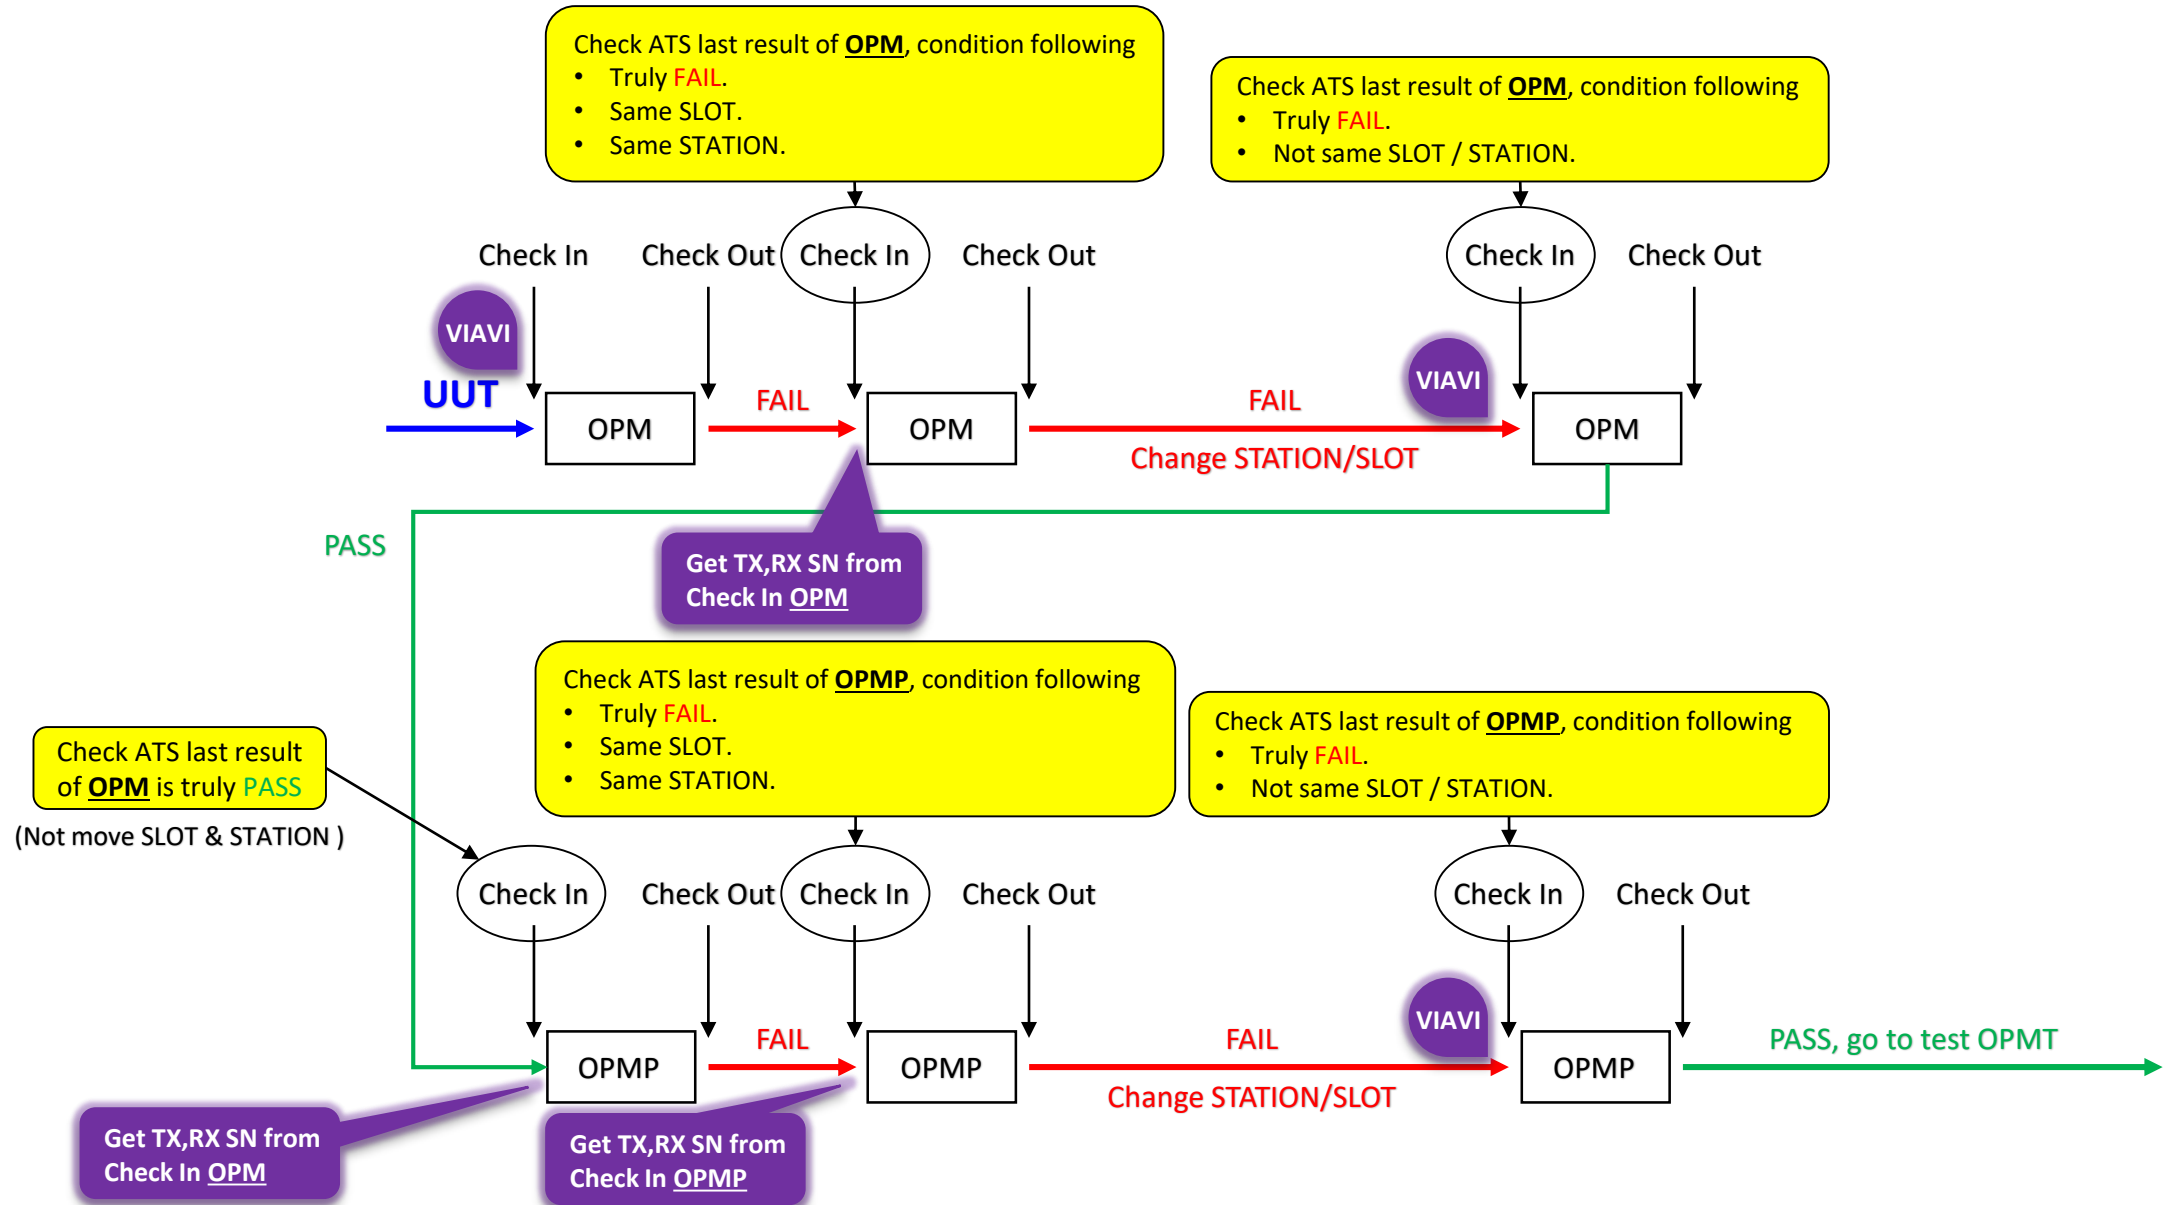 Check ATS last result of OPM, condition following
• Truly FAIL.
• Same SLOT.
• Same STATION.
Check ATS last result of OPM, condition following
• Truly FAIL.
• Not same SLOT / STATION.
Check In
Check Out
Check In
Check Out
Check In
Check Out
VIAVI
UUT
OPM
FAIL
OPM
FAIL
Change STATION/SLOT
VIAVI
OPM
PASS
Get TX,RX SN from
Check In OPM
Check ATS last result of OPMP, condition following
• Truly FAIL.
• Same SLOT.
• Same STATION.
Check ATS last result of OPMP, condition following
• Truly FAIL.
• Not same SLOT / STATION.
Check ATS last result
of OPM is truly PASS
(Not move SLOT & STATION )
Check In
Check Out
Check In
Check Out
Check In
Check Out
OPMP
FAIL
OPMP
FAIL
Change STATION/SLOT
VIAVI
OPMP
PASS, go to test OPMT
Get TX,RX SN from
Check In OPM
Get TX,RX SN from
Check In OPMP